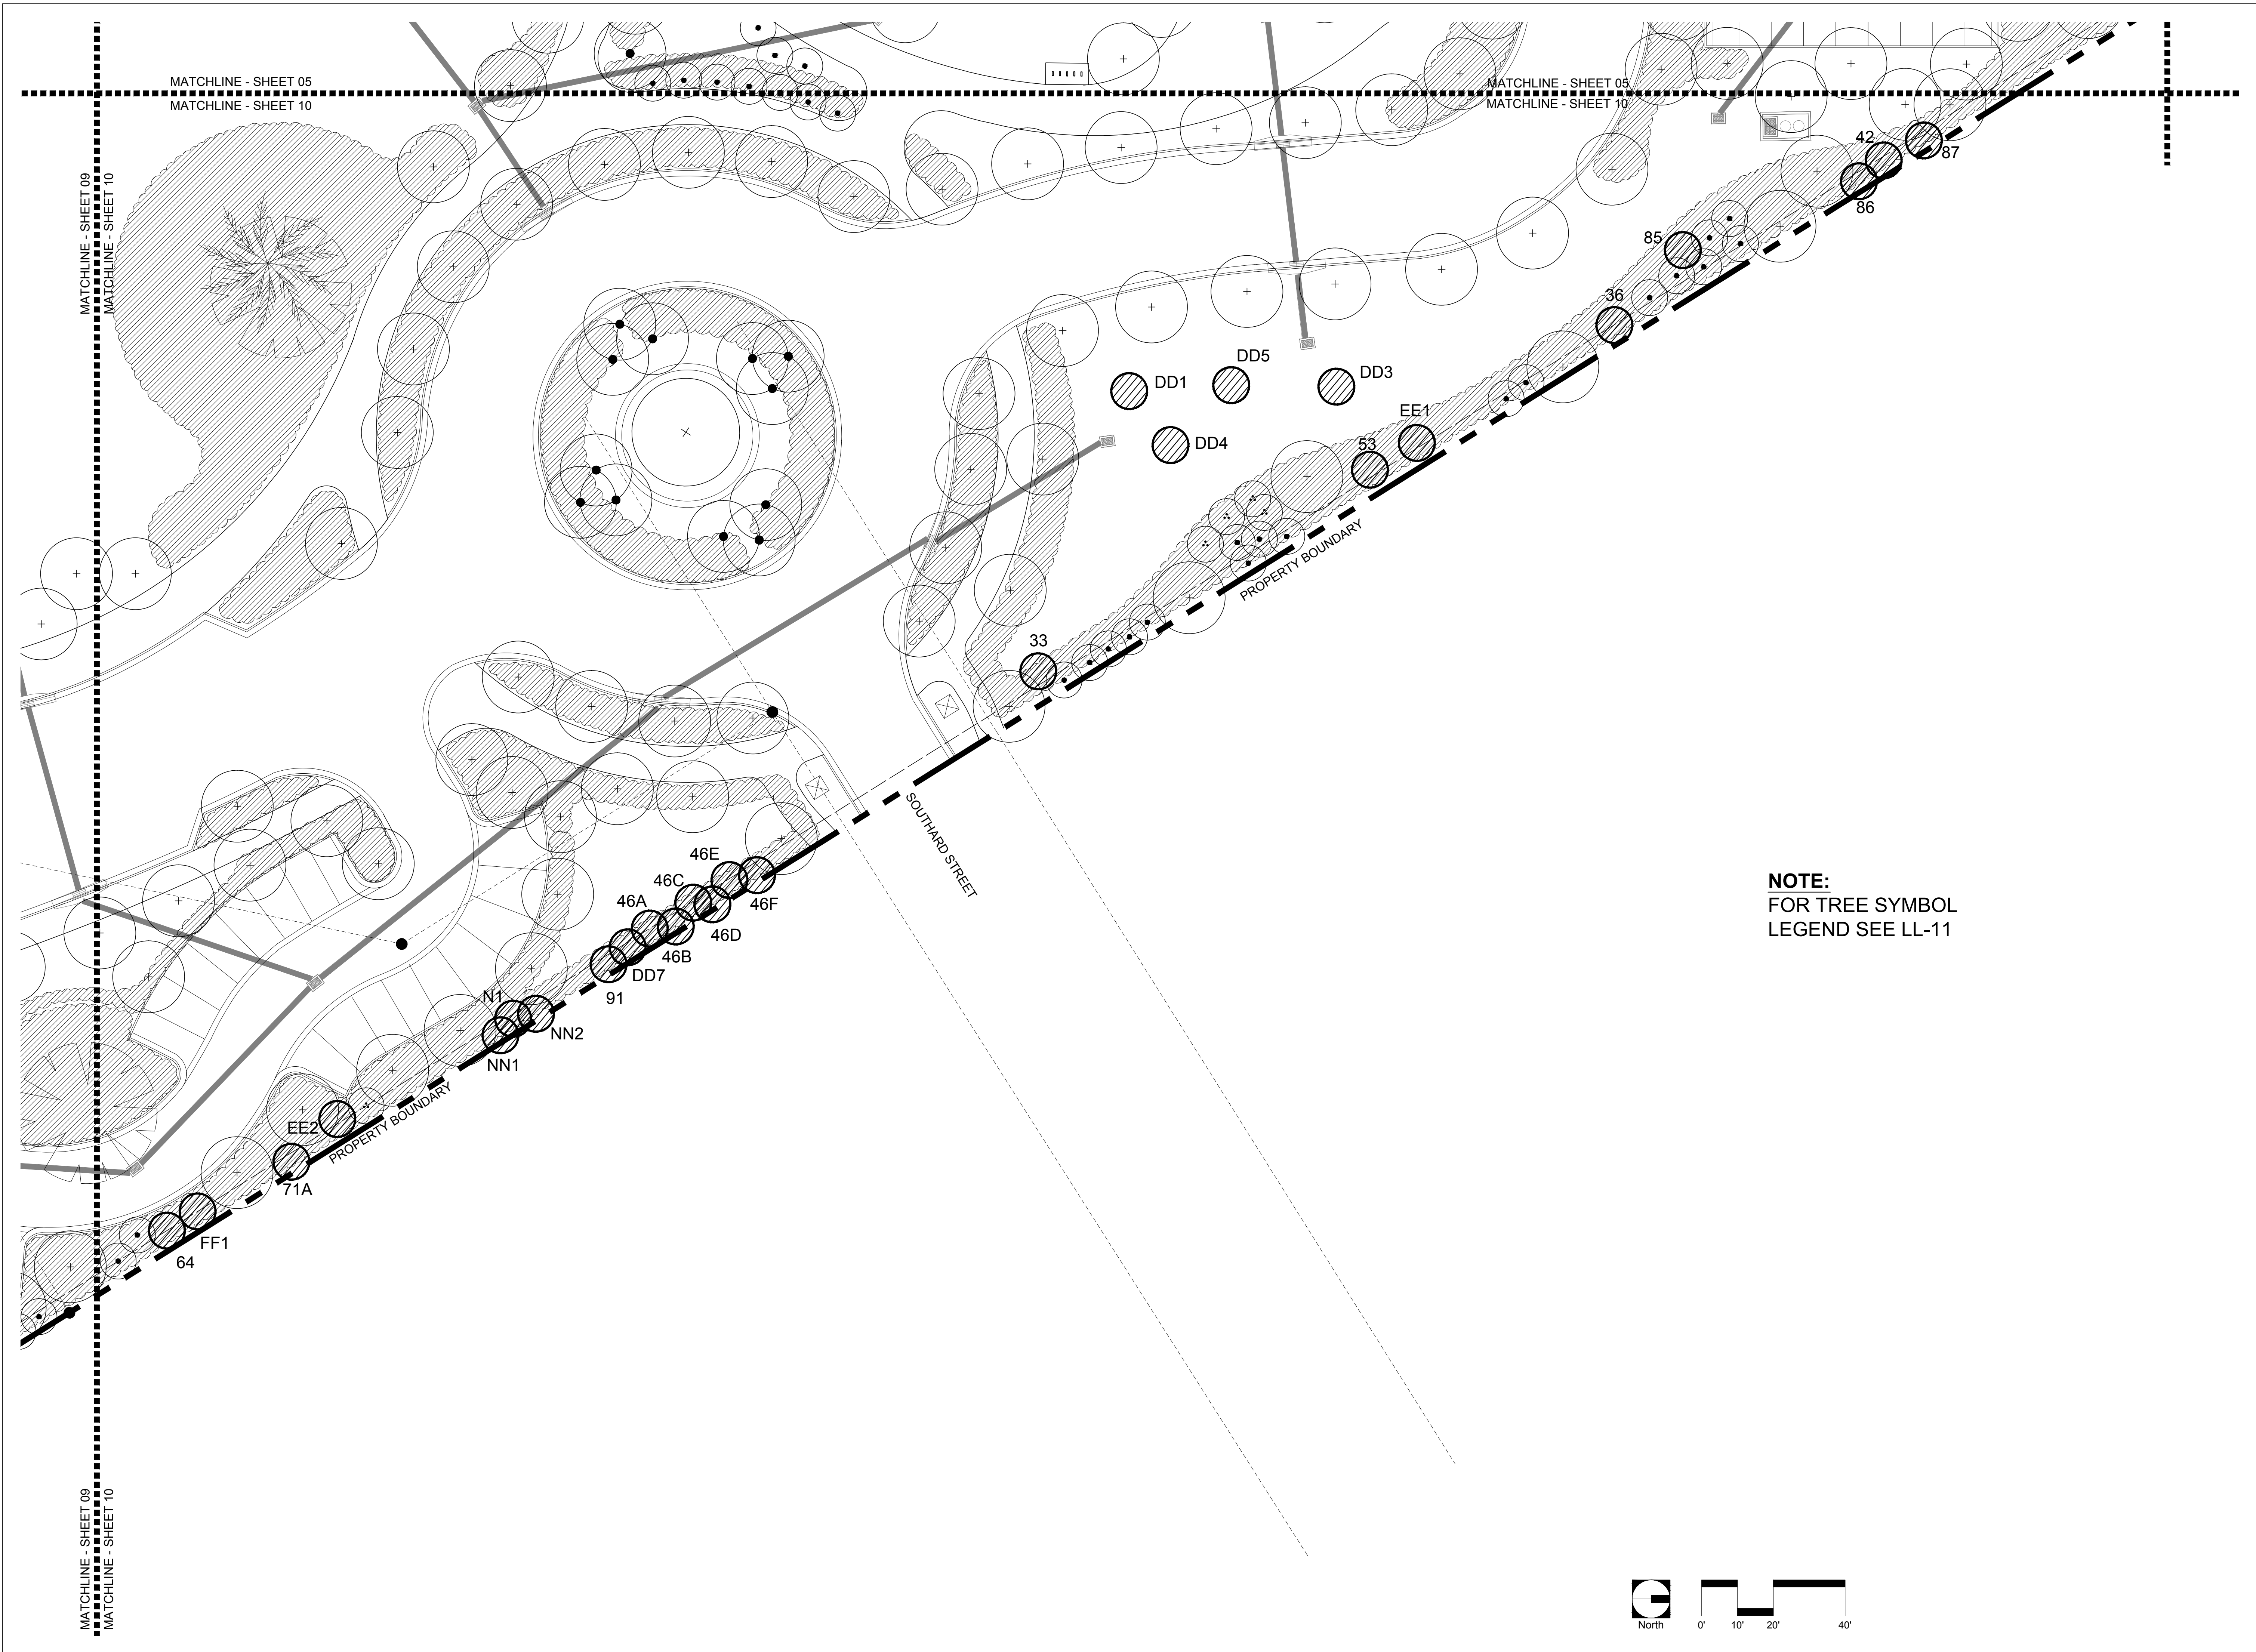 MATCHLINE - SHEET 05
MATCHLINE - SHEET 10
MATCHLINE - SHEET 05
MATCHLINE - SHEET 10
MATCHLINE - SHEET 09
MATCHLINE - SHEET 10
42
87
86
85
36
DD5
DD1
DD3
EE1
DD4
53
PROPERTY BOUNDARY
33
SOUTHARD STREET
46E
46C
46A
46F
46D
46B
DD7
91
N1
NN2
NN1
EE2
PROPERTY BOUNDARY
71A
FF1
64
NOTE:
FOR TREE SYMBOL
LEGEND SEE LL-11
MATCHLINE - SHEET 09
MATCHLINE - SHEET 10
North
0' 10' 20' 40'